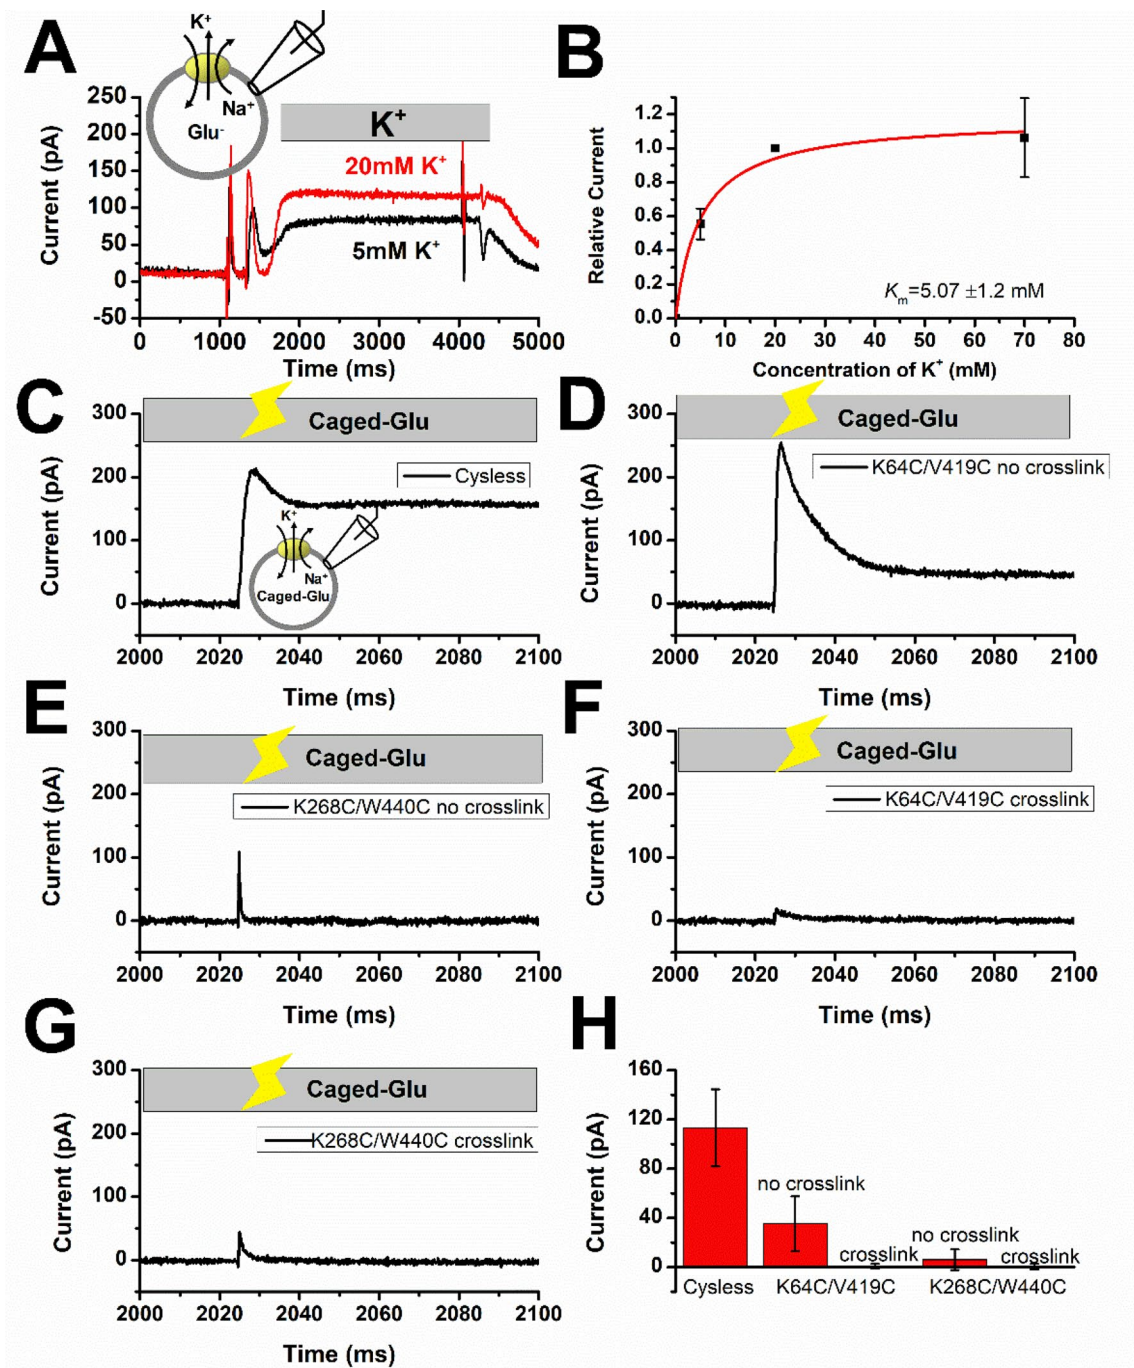 A
K⁺
Na⁺
Glu⁻
K⁺
20mM K⁺
5mM K⁺
250
200
150
100
50
0
-50
Current (pA)
0 1000 2000 3000 4000 5000
Time (ms)
B
1.2
1.0
0.8
0.6
0.4
0.2
0.0
Relative Current
Km=5.07 ±1.2 mM
0 10 20 30 40 50 60 70 80
Concentration of K⁺ (mM)
C
Caged-Glu
Cysless
K⁺
Na⁺
Caged-Glu
300
200
100
0
Current (pA)
2000 2020 2040 2060 2080 2100
Time (ms)
D
Caged-Glu
K64C/V419C no crosslink
300
200
100
0
Current (pA)
2000 2020 2040 2060 2080 2100
Time (ms)
E
Caged-Glu
K268C/W440C no crosslink
300
200
100
0
Current (pA)
2000 2020 2040 2060 2080 2100
Time (ms)
F
Caged-Glu
K64C/V419C crosslink
300
200
100
0
Current (pA)
2000 2020 2040 2060 2080 2100
Time (ms)
G
Caged-Glu
K268C/W440C crosslink
300
200
100
0
Current (pA)
2000 2020 2040 2060 2080 2100
Time (ms)
H
160
120
80
40
0
Current (pA)
no crosslink
crosslink
no crosslink
crosslink
Cysless K64C/V419C K268C/W440C